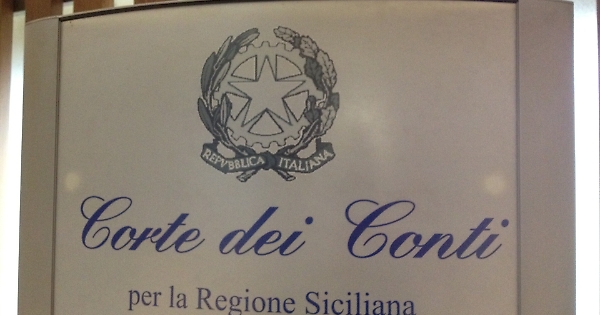 REPVBBLICA ITALIANA
Corte dei Conti
per la Regione Siciliana